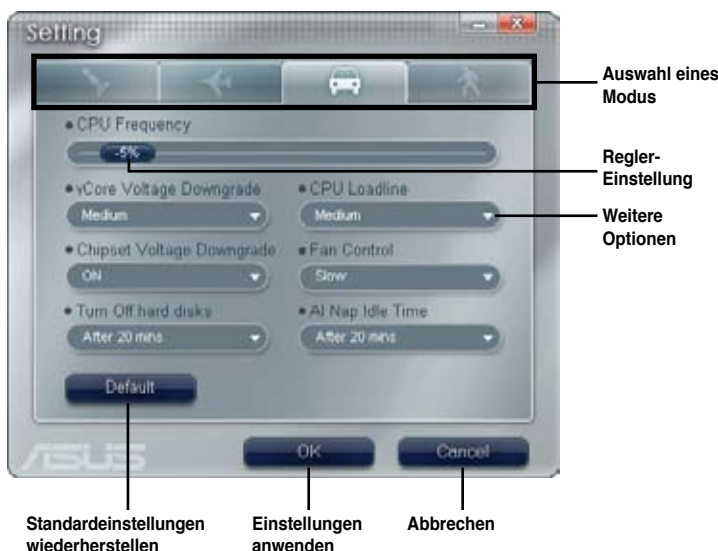 Setting
Auswahl eines
Modus
CPU Frequency
-5%
Regler-
Einstellung
vCore Voltage Downgrade
CPU Loadline
Medium
Medium
Weitere
Optionen
Chipset Voltage Downgrade
Fan Control
ON
Slow
Turn Off hard disks
AI Nap Idle Time
After 20 mins
After 20 mins
Default
ASUS
OK
Cancel
Standardeinstellungen
wiederherstellen
Einstellungen
anwenden
Abbrechen